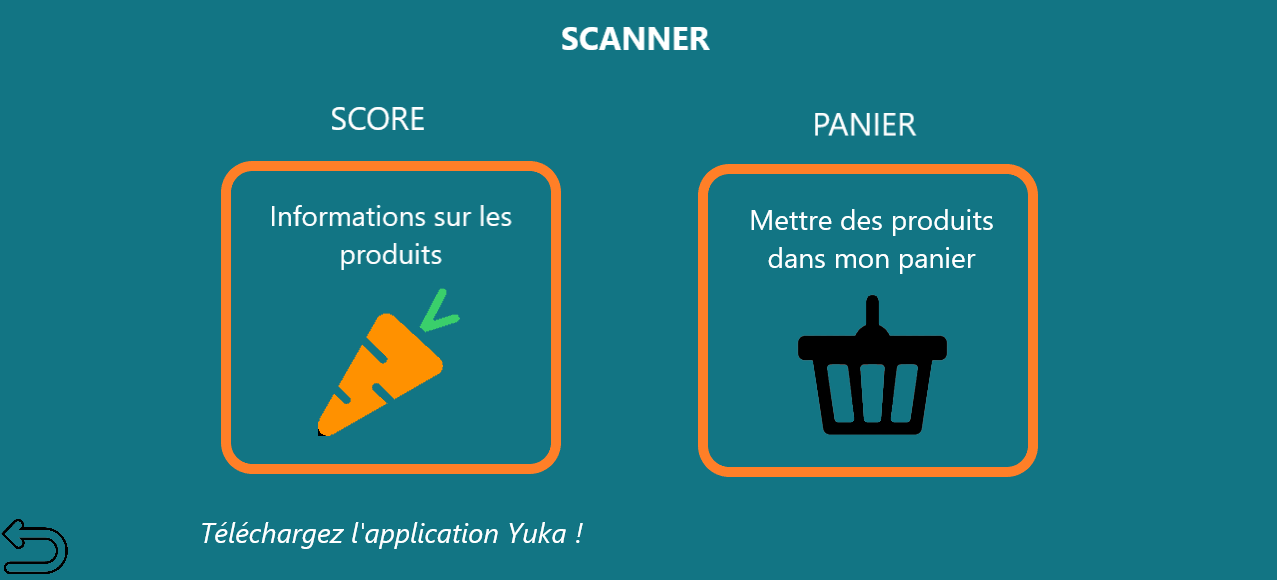 SCANNER
SCORE
PANIER
Informations sur les
produits
Mettre des produits
dans mon panier
Téléchargez l'application Yuka !